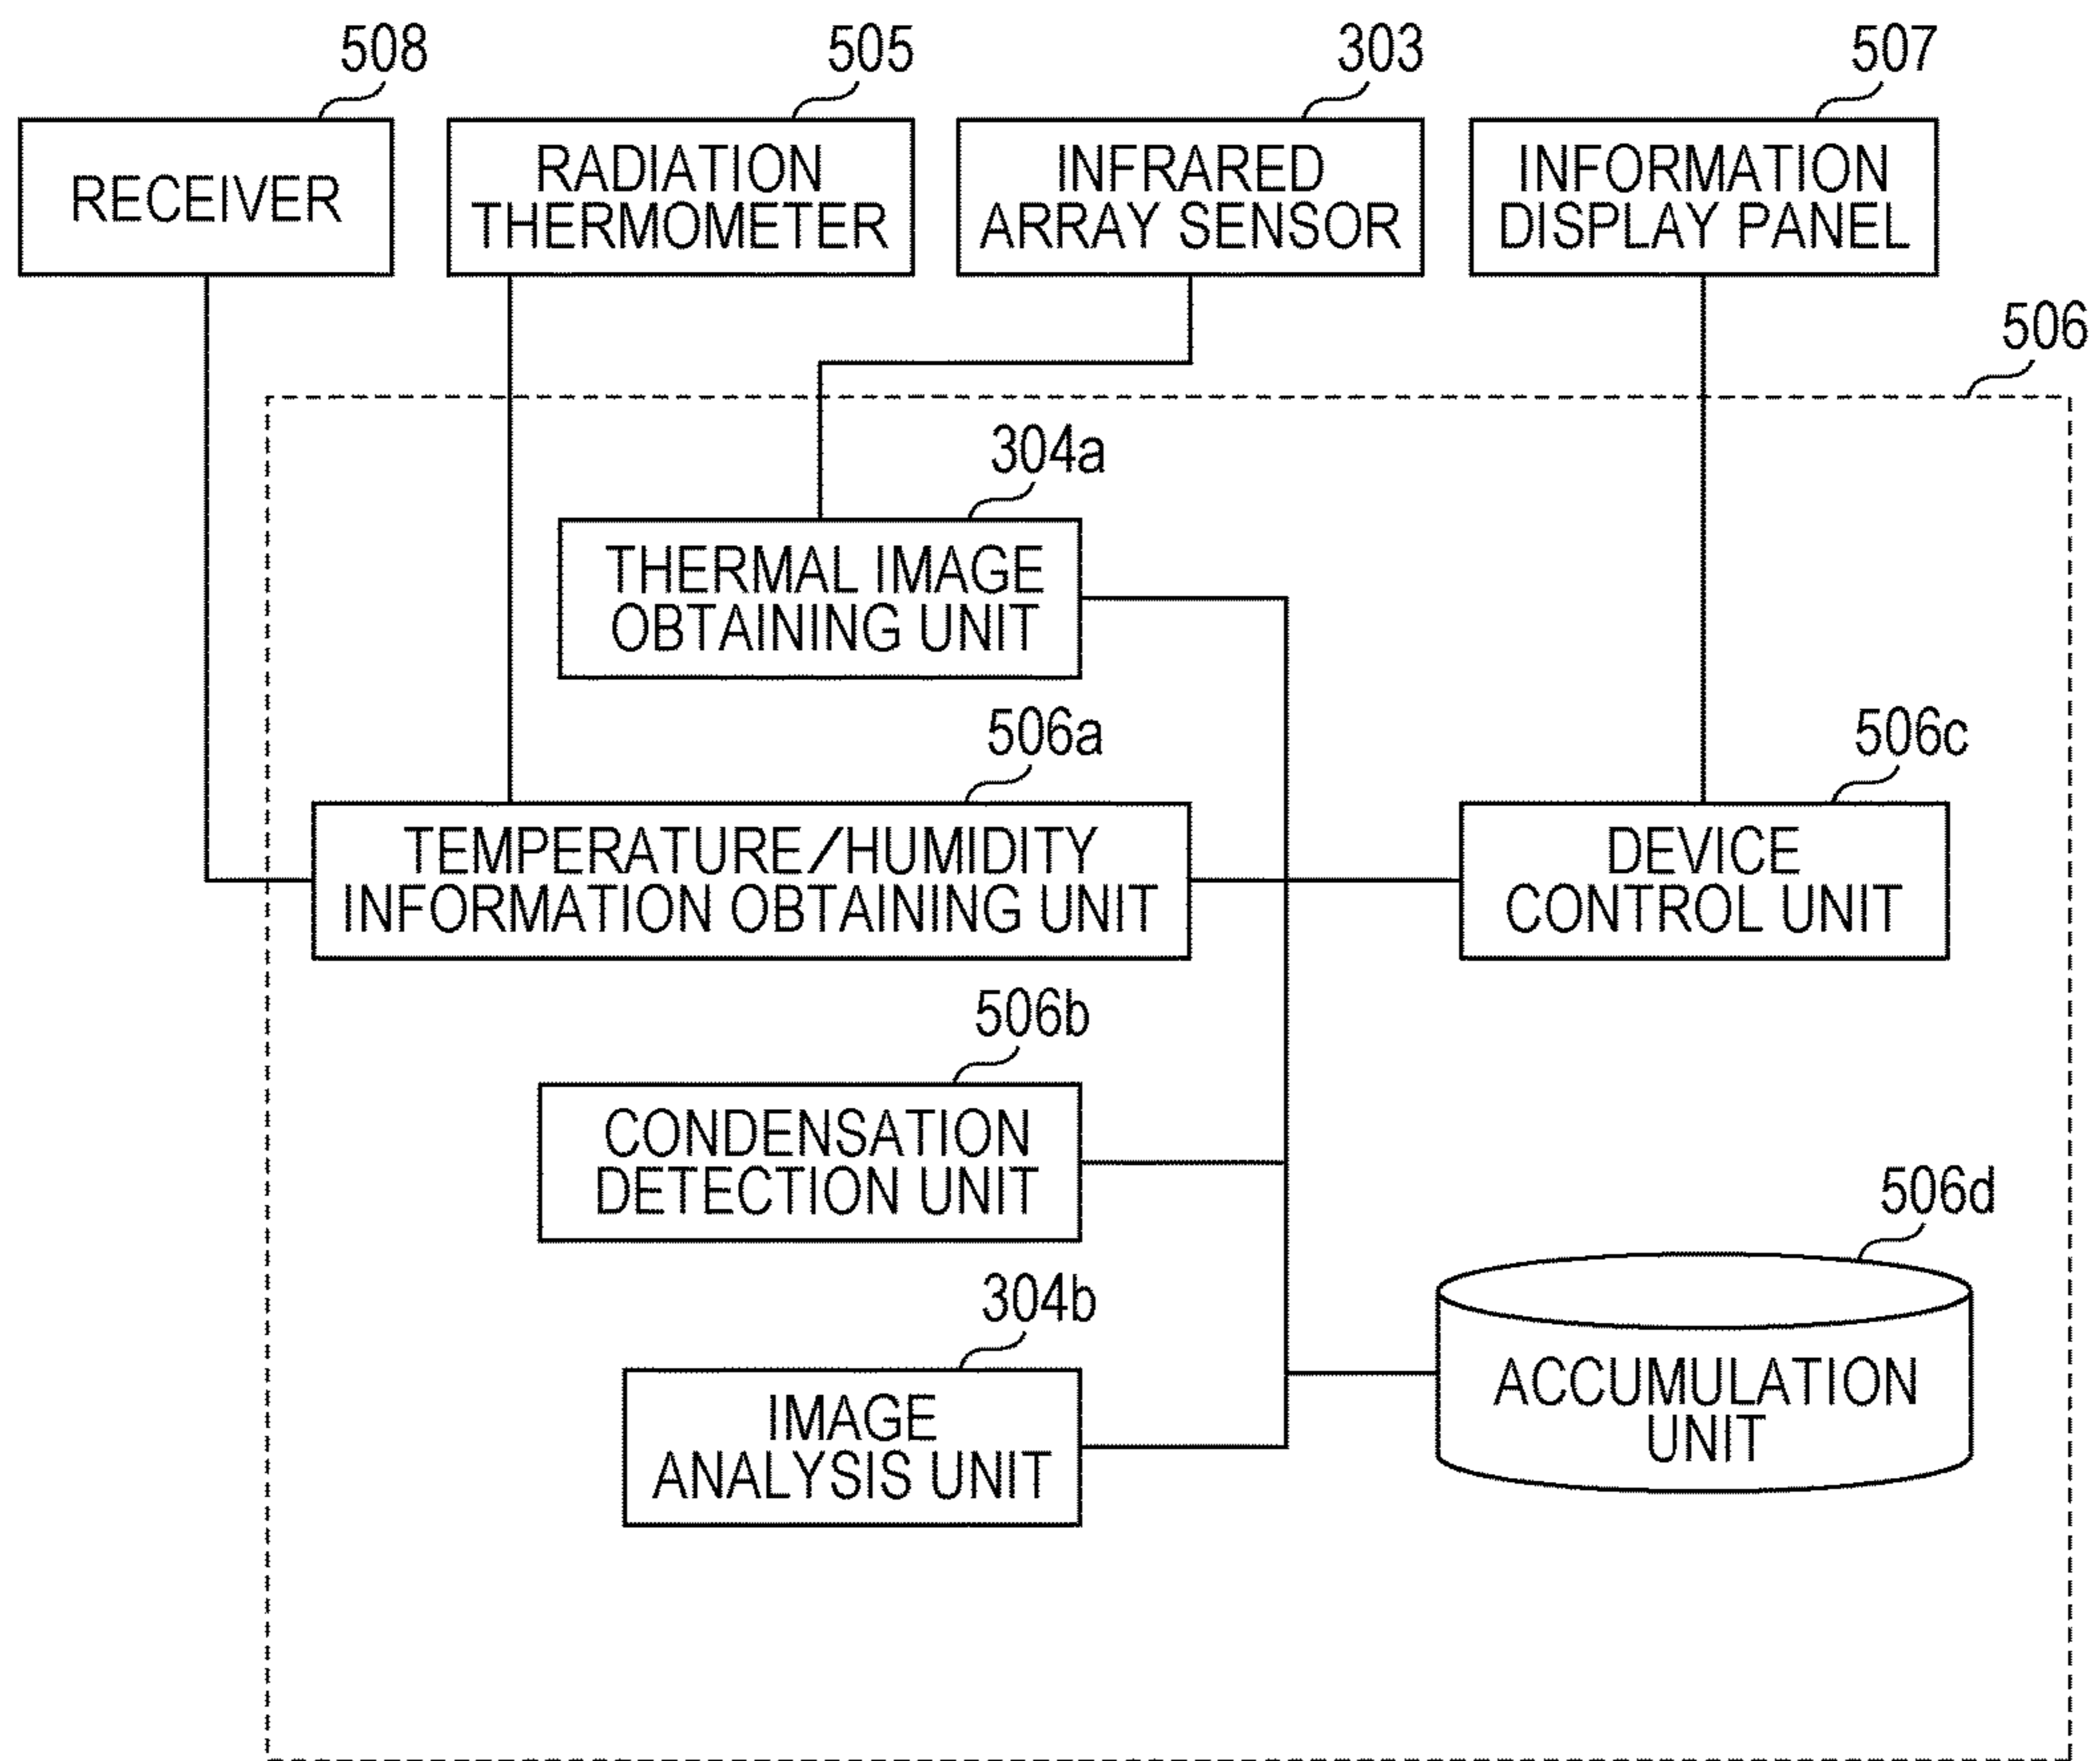 508
505
303
507
RECEIVER
RADIATION
THERMOMETER
INFRARED
ARRAY SENSOR
INFORMATION
DISPLAY PANEL
506
304a
THERMAL IMAGE
OBTAINING UNIT
506a
506c
TEMPERATURE/HUMIDITY
INFORMATION OBTAINING UNIT
DEVICE
CONTROL UNIT
506b
CONDENSATION
DETECTION UNIT
506d
304b
IMAGE
ANALYSIS UNIT
ACCUMULATION
UNIT